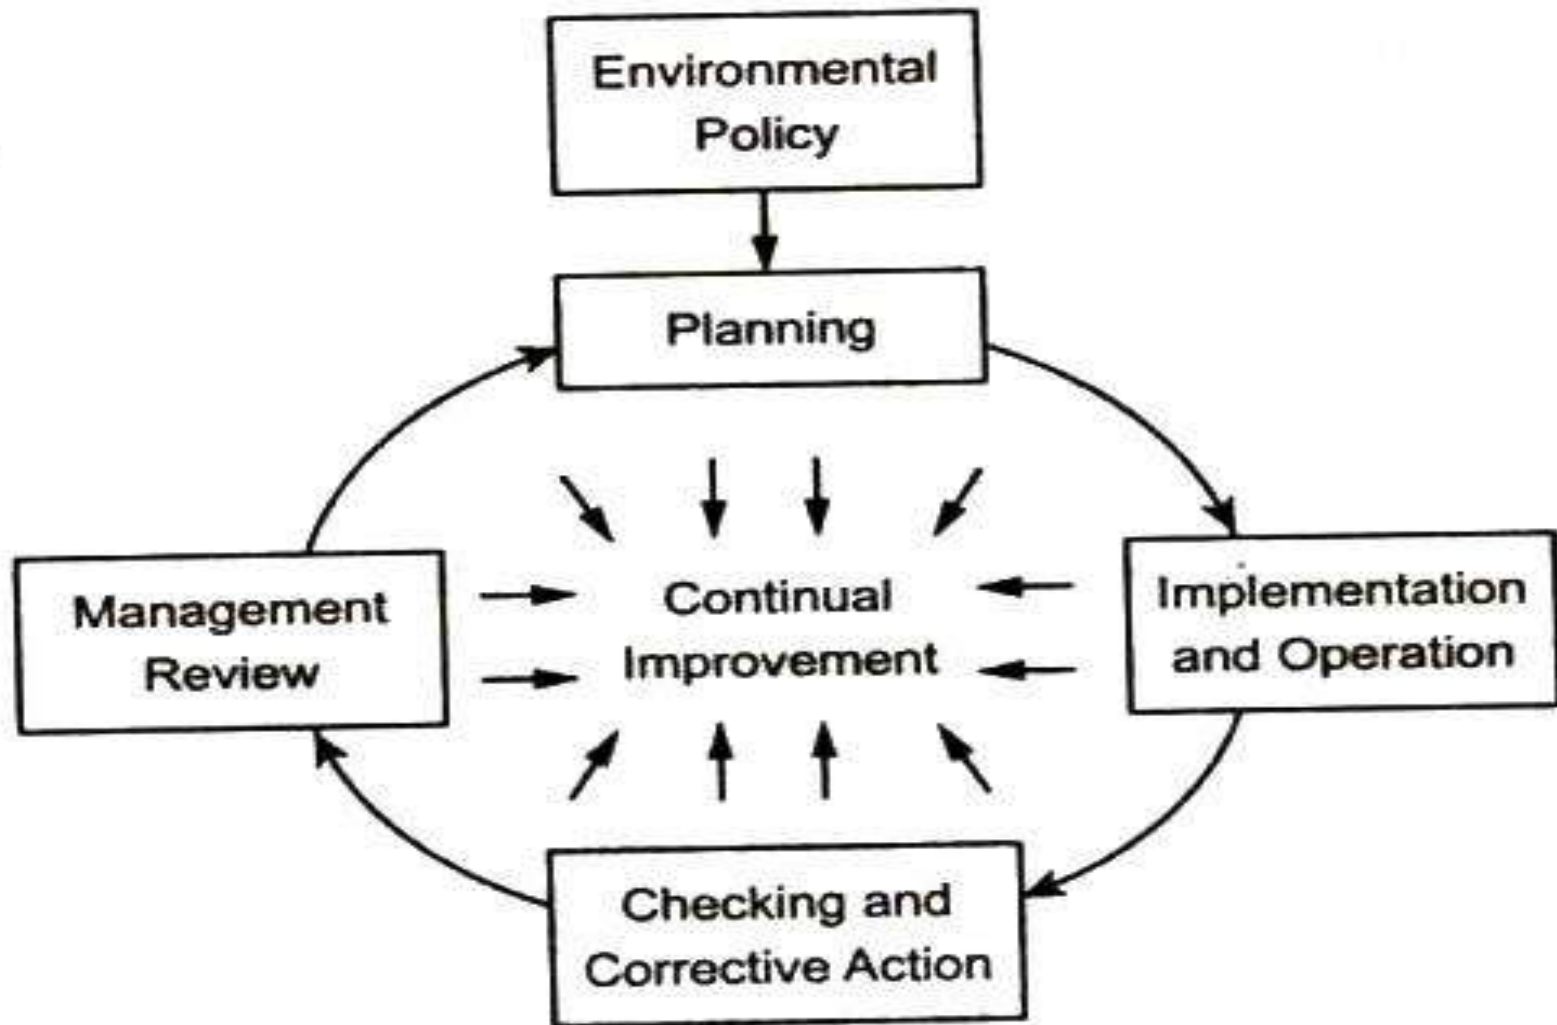 Environmental
Policy
Planning
Management
Review
Continual
Improvement
Implementation
and Operation
Checking and
Corrective Action